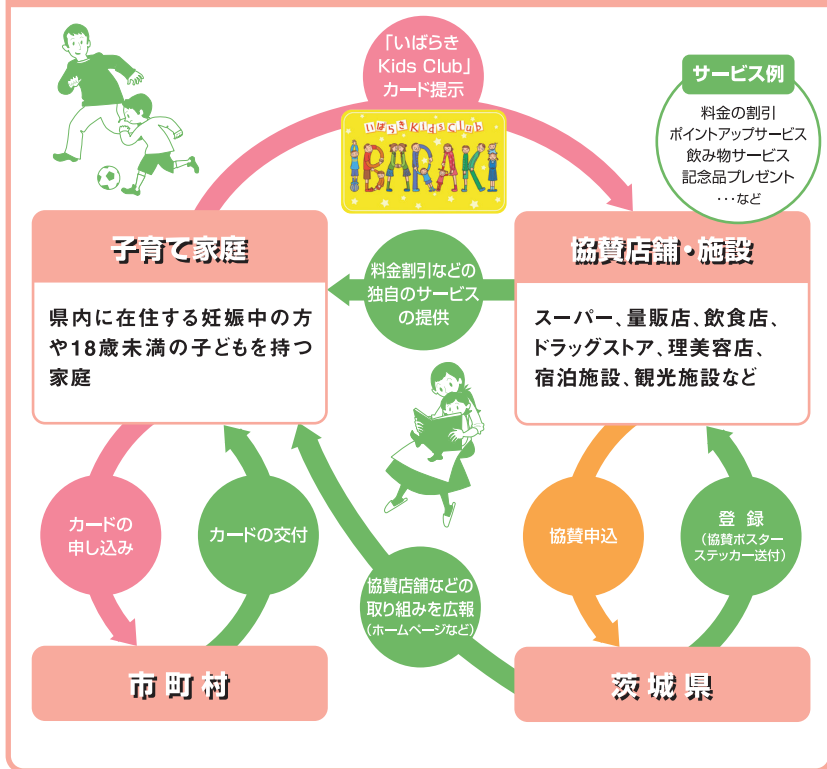 「いばらき
Kids Club」
カード提示
いばらきKidsClub
IBARAKI
サービス例
料金の割引
ポイントアップサービス
飲み物サービス
記念品プレゼント
…など
子育て家庭
県内に在住する妊娠中の方
や18歳未満の子どもを持つ
家庭
料金割引などの
独自のサービス
の提供
協賛店舗・施設
スーパー、量販店、飲食店、
ドラッグストア、理美容店、
宿泊施設、観光施設など
カードの
申し込み
カードの交付
協賛店舗などの
取り組みを広報
(ホームページなど)
協賛申込
登録
(協賛ポスター
ステッカー送付)
市町村
茨城県